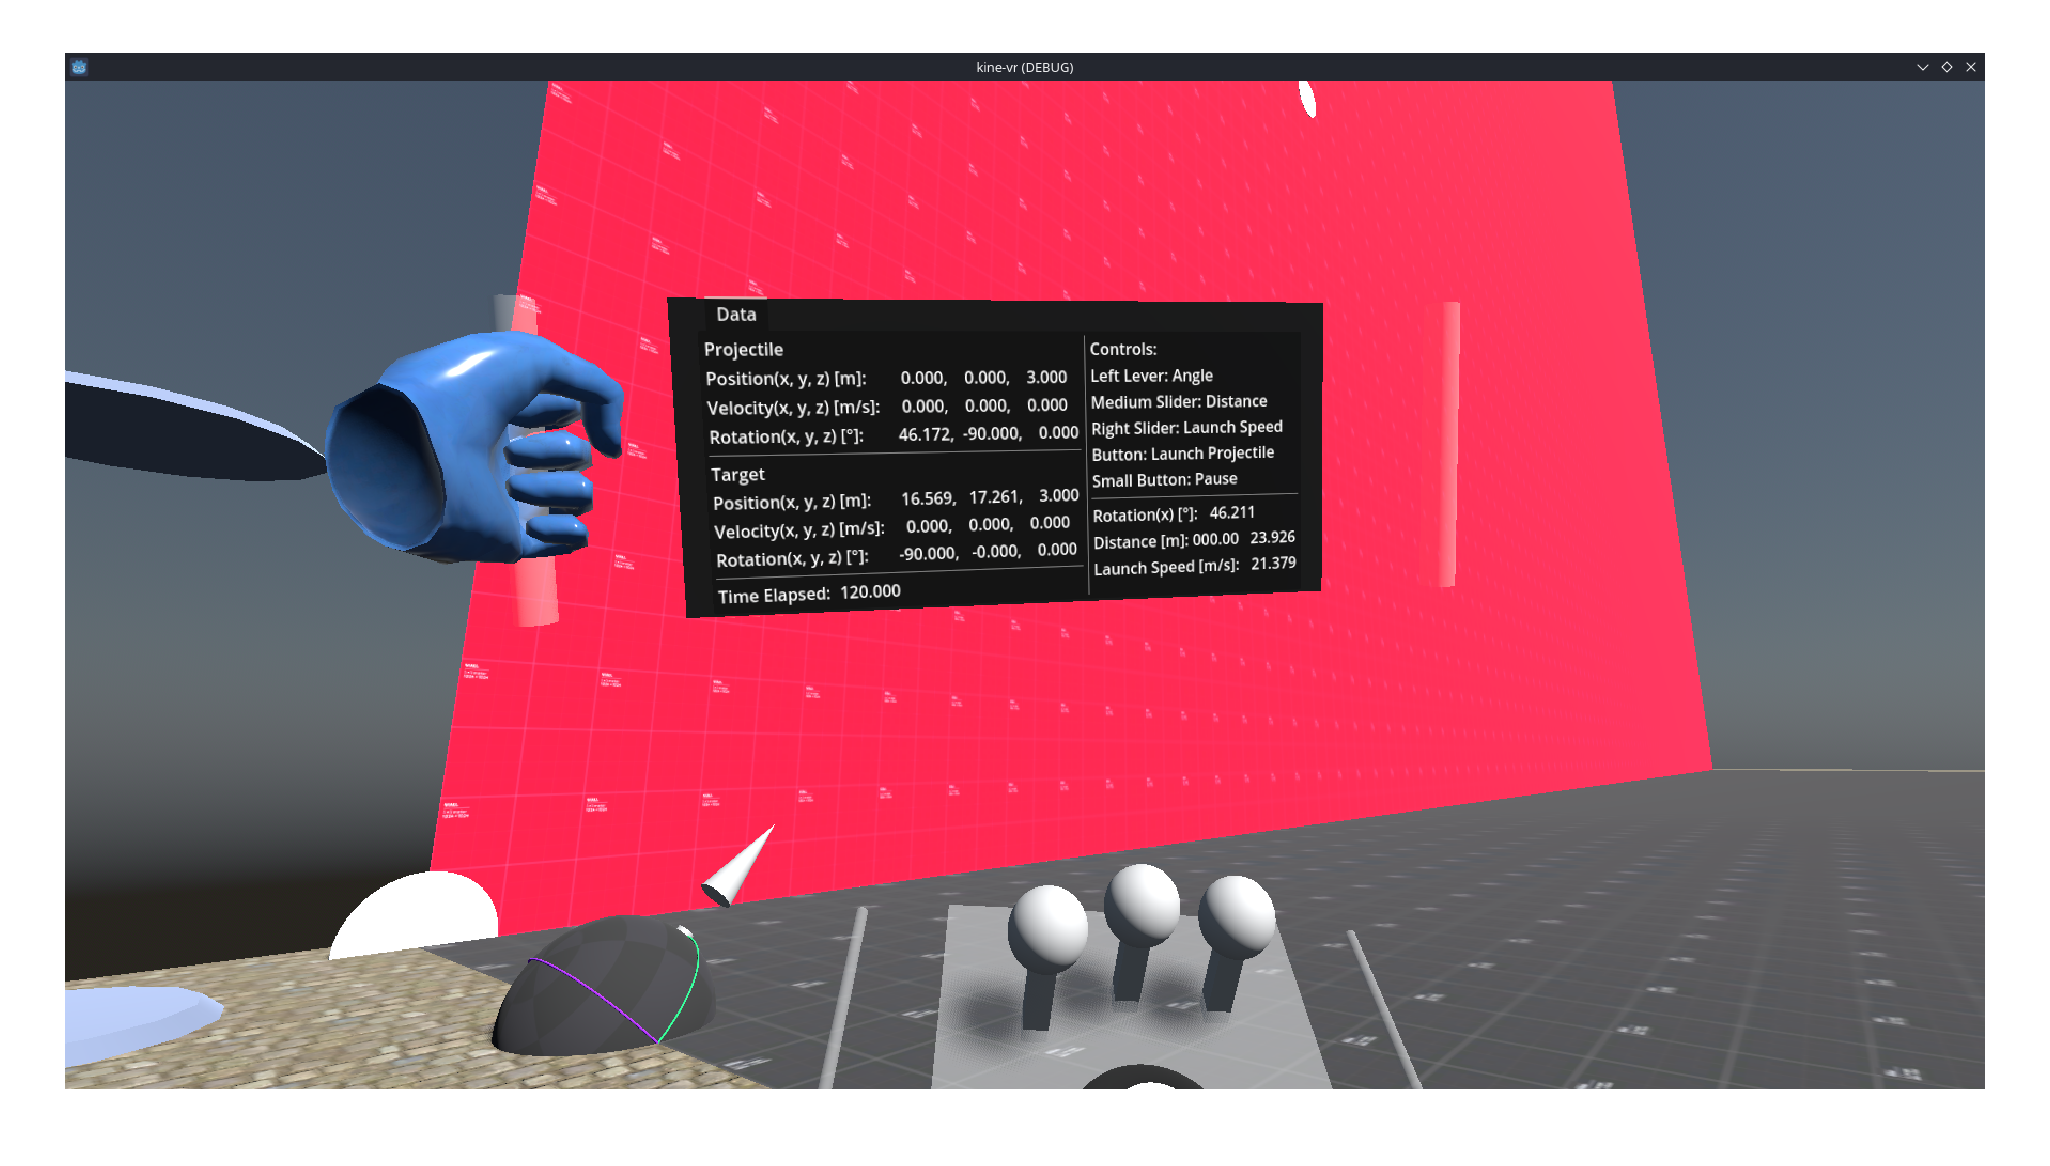 kine-vr (DEBUG)
Data
Projectile
Position(x, y, z) [m]: 0.000, 0.000, 3.000
Velocity(x, y, z) [m/s]: 0.000, 0.000, 0.000
Rotation(x, y, z) [°]: 46.172, -90.000, 0.000
Target
Position(x, y, z) [m]: 16.569, 17.261, 3.000
Velocity(x, y, z) [m/s]: 0.000, 0.000, 0.000
Rotation(x, y, z) [°]: -90.000, -0.000, 0.000
Time Elapsed: 120.000
Controls:
Left Lever: Angle
Medium Slider: Distance
Right Slider: Launch Speed
Button: Launch Projectile
Small Button: Pause
Rotation(x) [°]: 46.211
Distance [m]: 000.00 23.926
Launch Speed [m/s]: 21.379